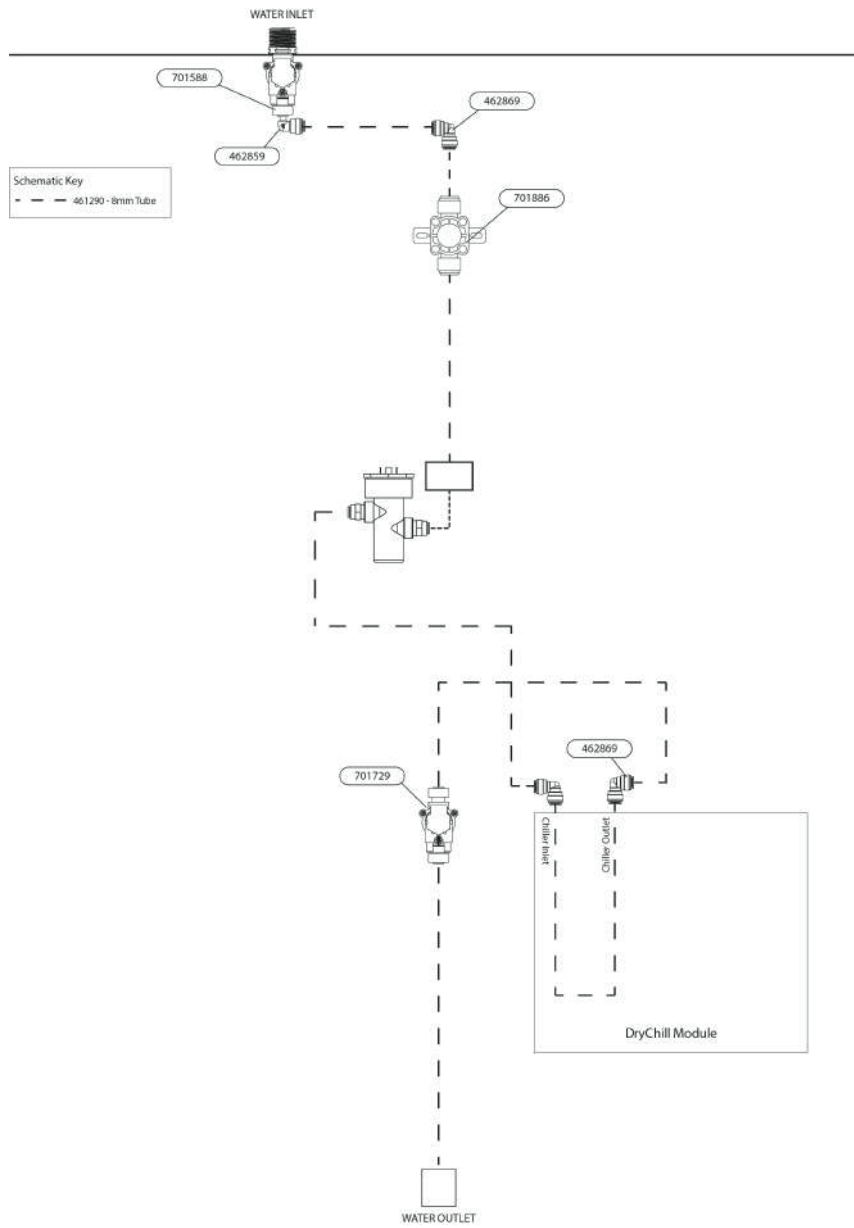 WATER INLET
701588
462869
462859
Schematic Key
461290 - 8mm Tube
701886
462869
701729
Chiller Inlet
Chiller Outlet
DryChill Module
WATER OUTLET